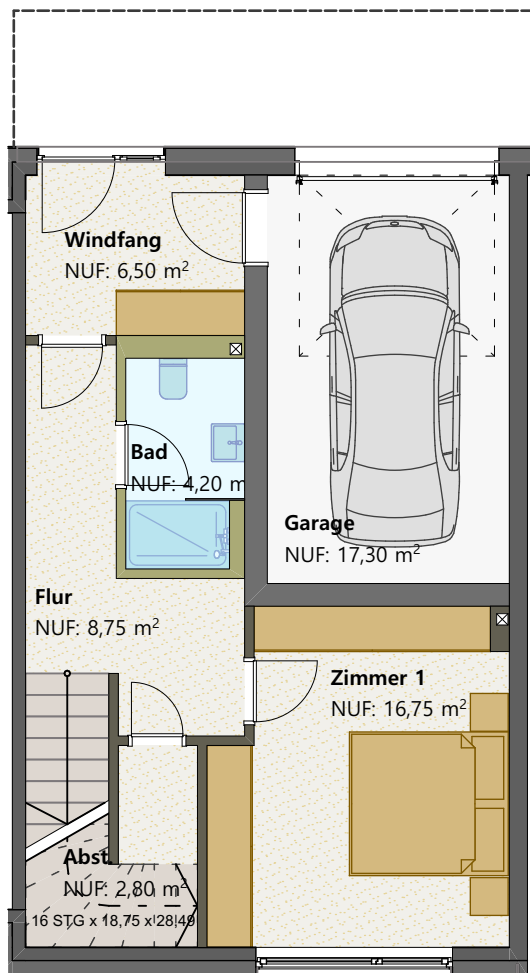 Windfang
NUF: 6,50 m²
Bad
NUF: 4,20 m
Garage
NUF: 17,30 m²
Flur
NUF: 8,75 m²
Zimmer 1
NUF: 16,75 m²
Abst.
NUF: 2,80 m²
16 STG x 18,75 x 28,49